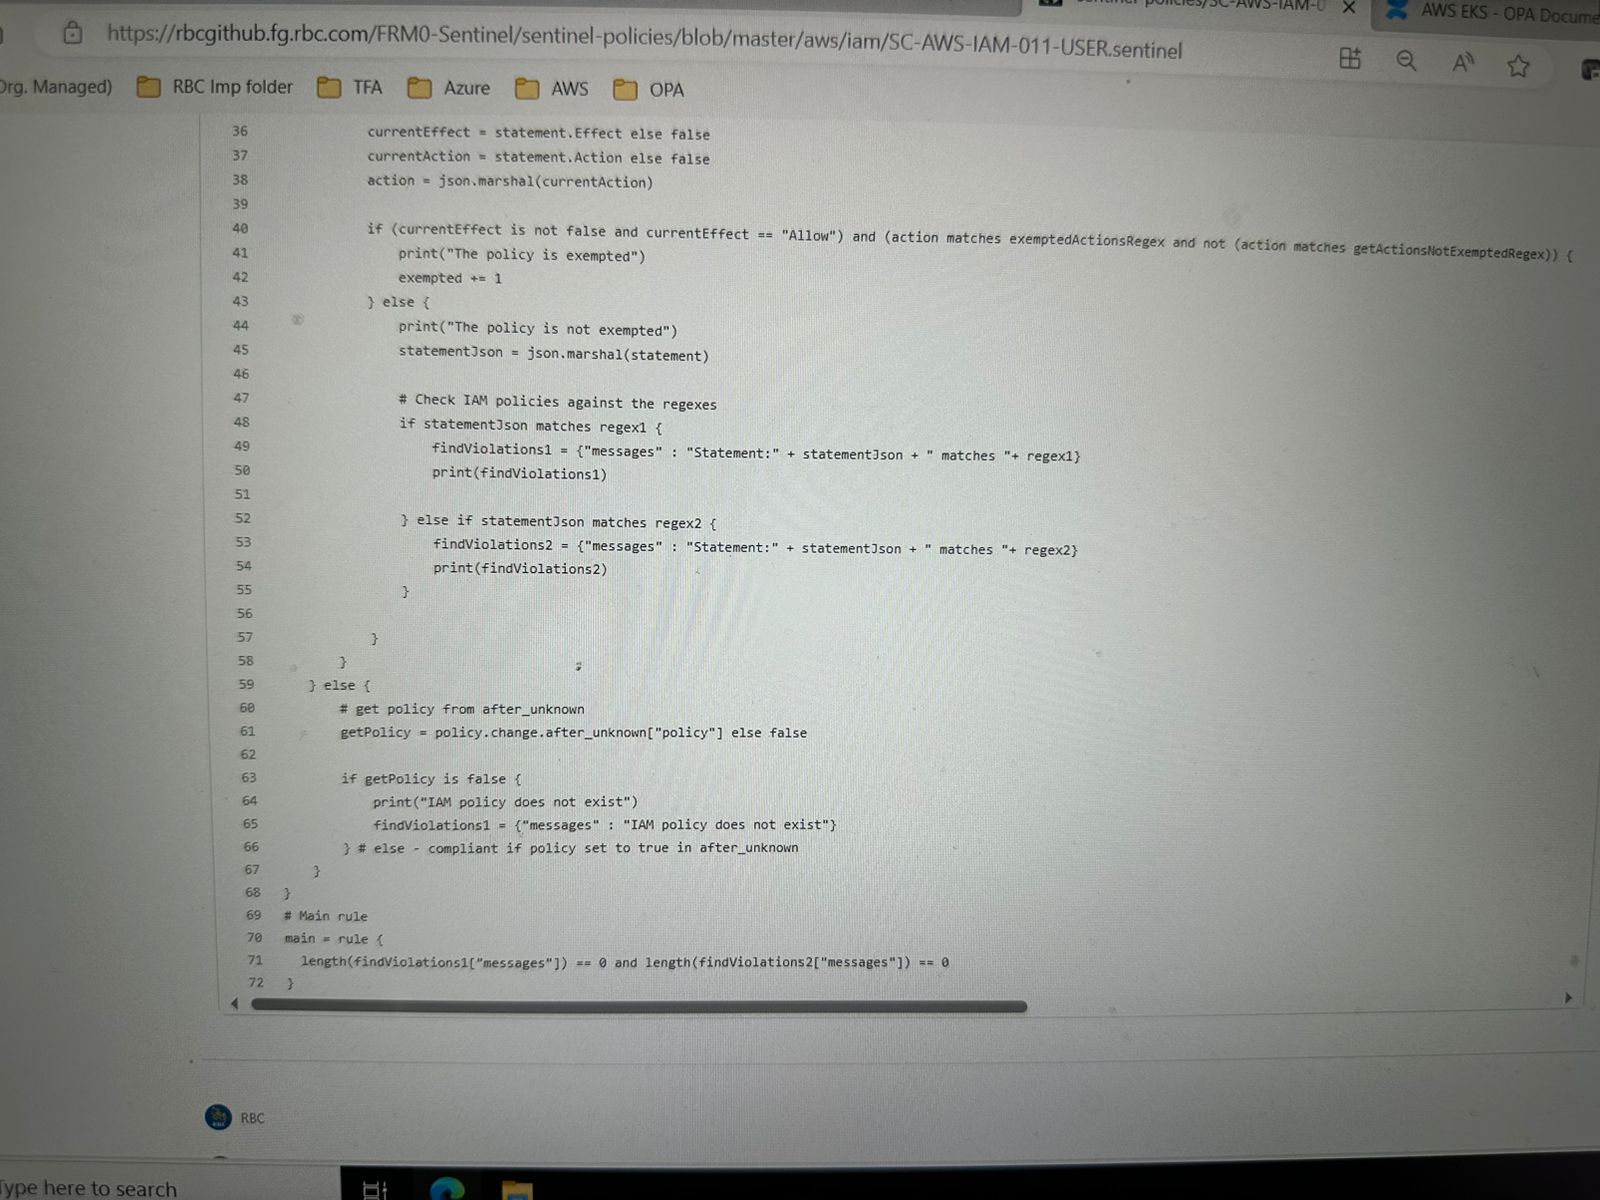 AWS EKS - OPA Docume
https://rbcgithub.fg.rbc.com/FRM0-Sentinel/sentinel-policies/blob/master/aws/iam/SC-AWS-IAM-011-USER.sentinel
Org. Managed) RBC Imp folder TFA Azure AWS OPA
36 currentEffect = statement.Effect else false
37 currentAction = statement.Action else false
38 action = json.marshal(currentAction)
39
40 if (currentEffect is not false and currentEffect == "Allow") and (action matches exemptedActionsRegex and not (action matches getActionsNotExemptedRegex)) {
41 print("The policy is exempted")
42 exempted += 1
43 } else {
44 print("The policy is not exempted")
45 statementJson = json.marshal(statement)
46
47 # Check IAM policies against the regexes
48 if statementJson matches regex1 {
49 findViolations1 = {"messages" : "Statement:" + statementJson + " matches "+ regex1}
50 print(findViolations1)
51
52 } else if statementJson matches regex2 {
53 findViolations2 = {"messages" : "Statement:" + statementJson + " matches "+ regex2}
54 print(findViolations2)
55 }
56
57 }
58 }
59 } else {
60 # get policy from after_unknown
61 getPolicy = policy.change.after_unknown["policy"] else false
62
63 if getPolicy is false {
64 print("IAM policy does not exist")
65 findViolations1 = {"messages" : "IAM policy does not exist"}
66 } # else - compliant if policy set to true in after_unknown
67 }
68 }
69 # Main rule
70 main = rule {
71 length(findViolations1["messages"]) == 0 and length(findViolations2["messages"]) == 0
72 }
RBC
Type here to search